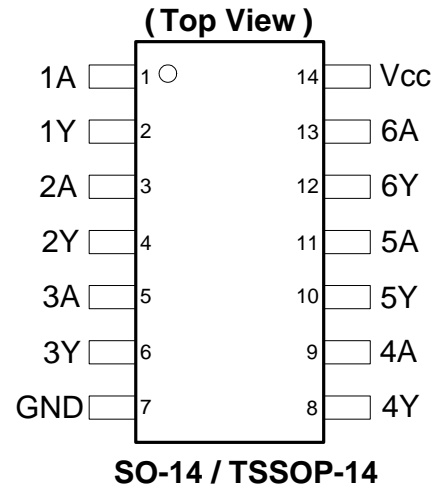 ( Top View )
1A 1 14 Vcc
1Y 2 13 6A
2A 3 12 6Y
2Y 4 11 5A
3A 5 10 5Y
3Y 6 9 4A
GND 7 8 4Y
SO-14 / TSSOP-14